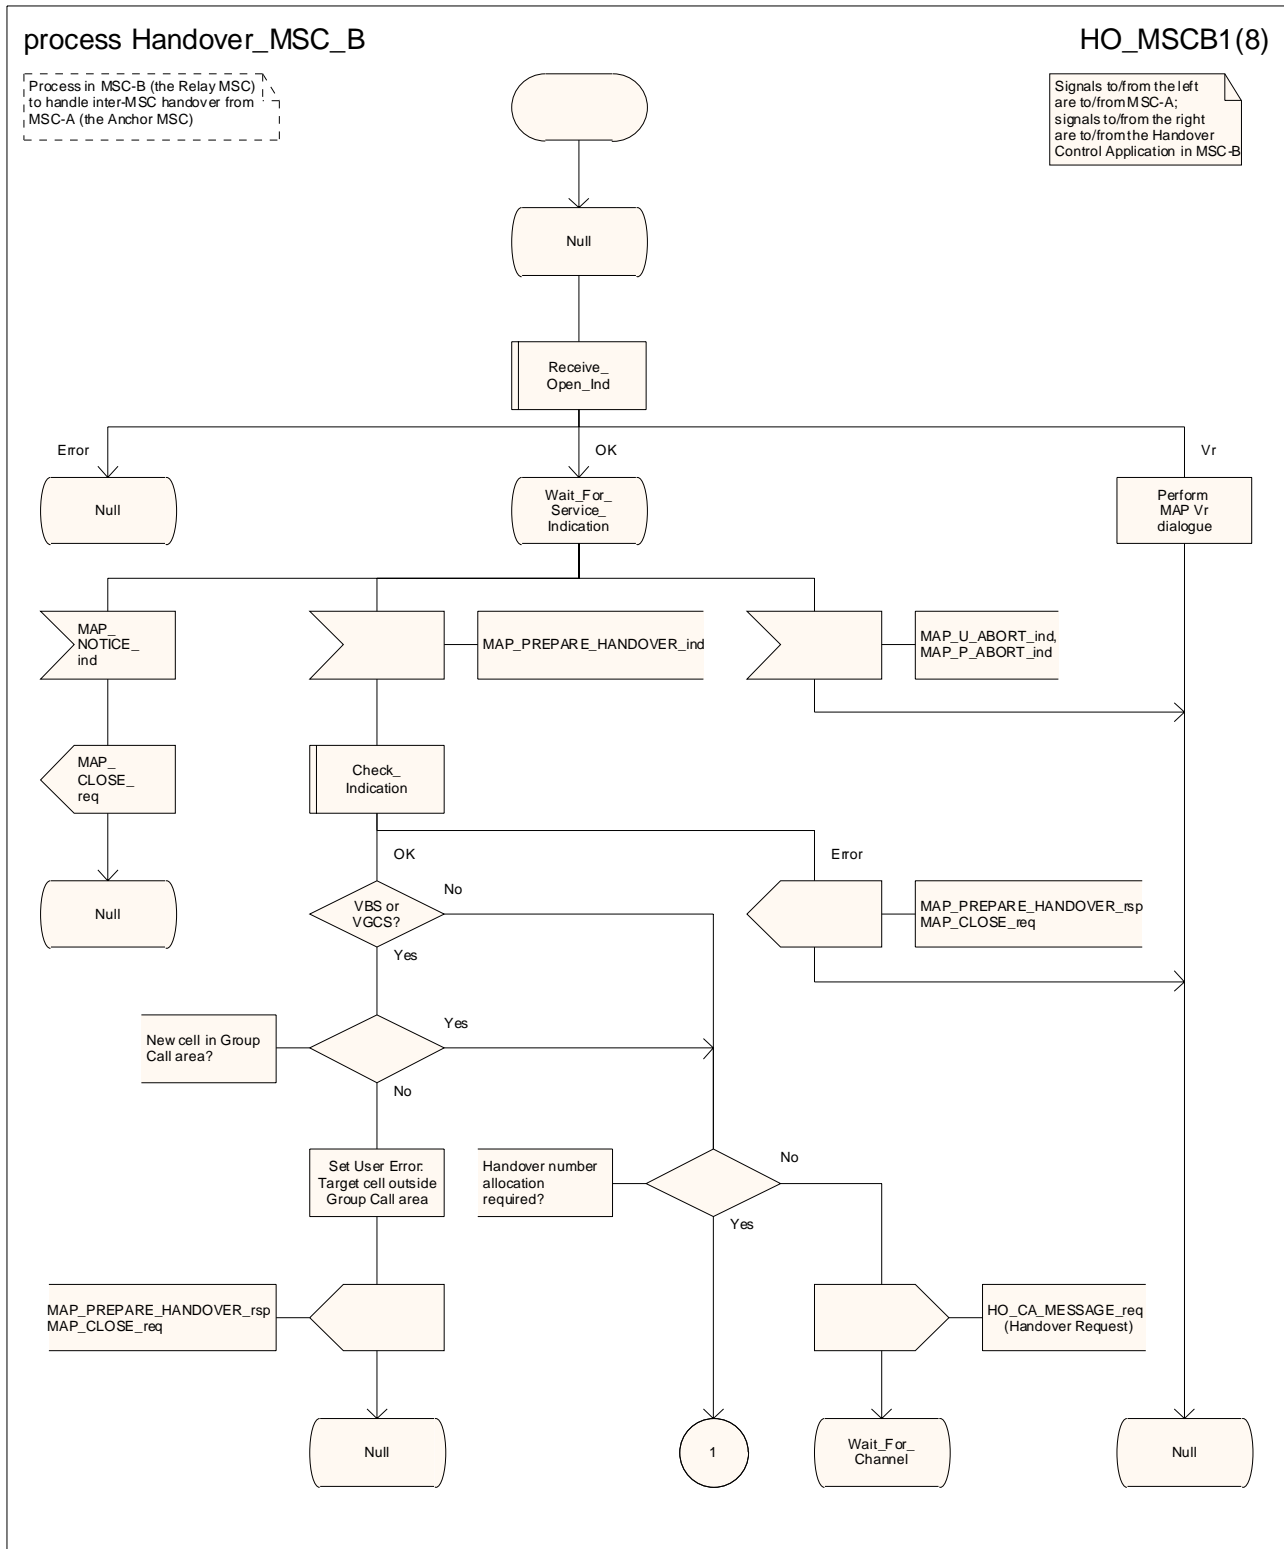 process Handover_MSC_B
HO_MSCB1(8)
Process in MSC-B (the Relay MSC)
to handle inter-MSC handover from
MSC-A (the Anchor MSC)
Signals to/from the left
are to/from MSC-A;
signals to/from the right
are to/from the Handover
Control Application in MSC-B
Null
Receive_
Open_Ind
Error
OK
Vr
Null
Wait_For_
Service_
Indication
Perform
MAP Vr
dialogue
MAP_
NOTICE_
ind
MAP_PREPARE_HANDOVER_ind
MAP_U_ABORT_ind,
MAP_P_ABORT_ind
MAP_
CLOSE_
req
Check_
Indication
OK
Error
Null
VBS or
VGCS?
No
Yes
MAP_PREPARE_HANDOVER_rsp
MAP_CLOSE_req
New cell in Group
Call area?
Yes
No
Set User Error:
Target cell outside
Group Call area
Handover number
allocation
required?
No
Yes
MAP_PREPARE_HANDOVER_rsp
MAP_CLOSE_req
HO_CA_MESSAGE_req
(Handover Request)
Null
1
Wait_For_
Channel
Null